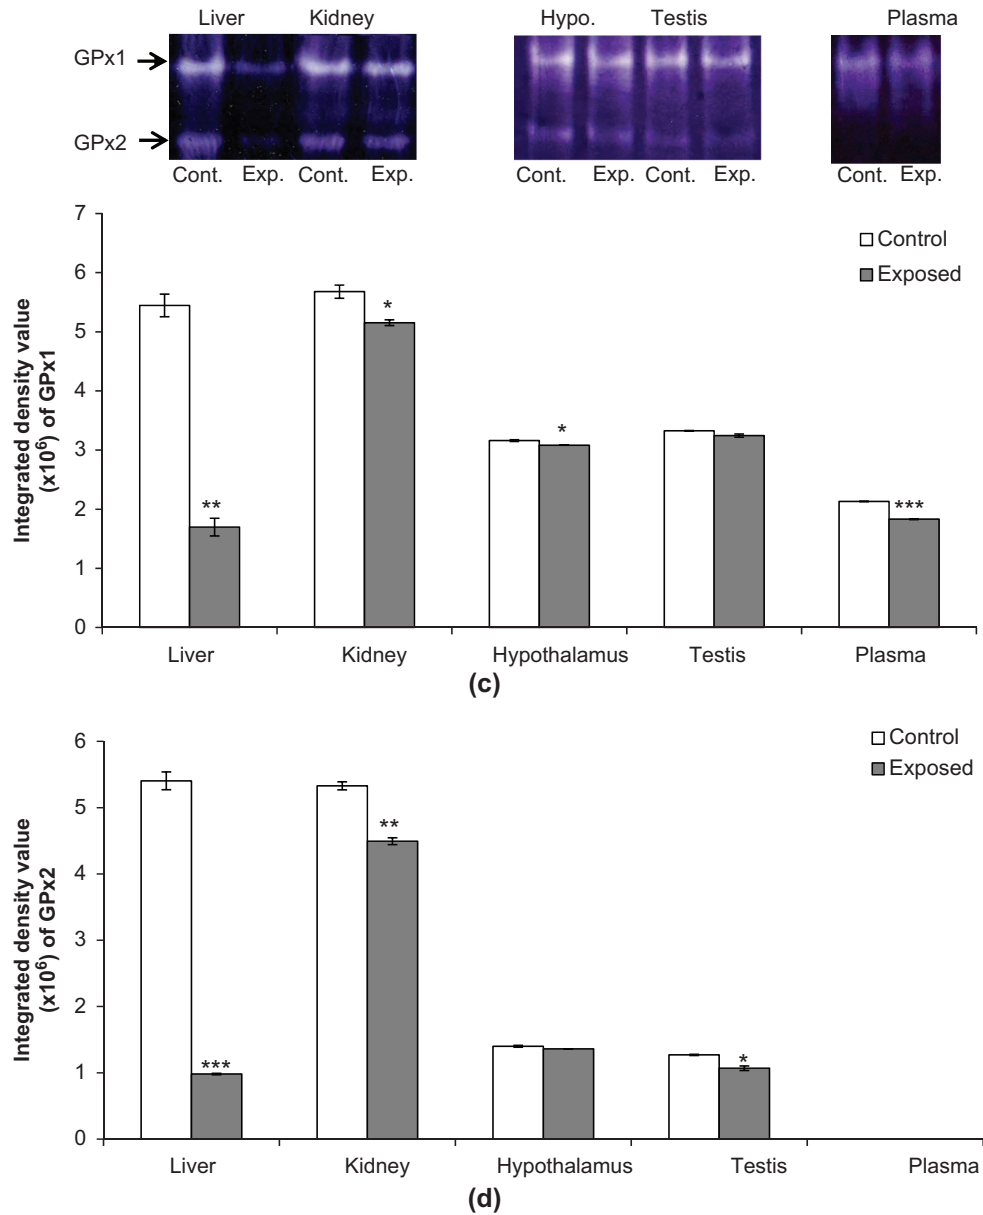 Liver Kidney Hypo. Testis Plasma
GPx1
GPx2
Cont. Exp. Cont. Exp. Cont. Exp. Cont. Exp. Cont. Exp.
7
6
5
4
3
2
1
0
Integrated density value
(x10⁶) of GPx1
Control
Exposed
**
*
*
***
Liver Kidney Hypothalamus Testis Plasma
(c)
6
5
4
3
2
1
0
Integrated density value
(x10⁶) of GPx2
Control
Exposed
***
**
*
Liver Kidney Hypothalamus Testis Plasma
(d)